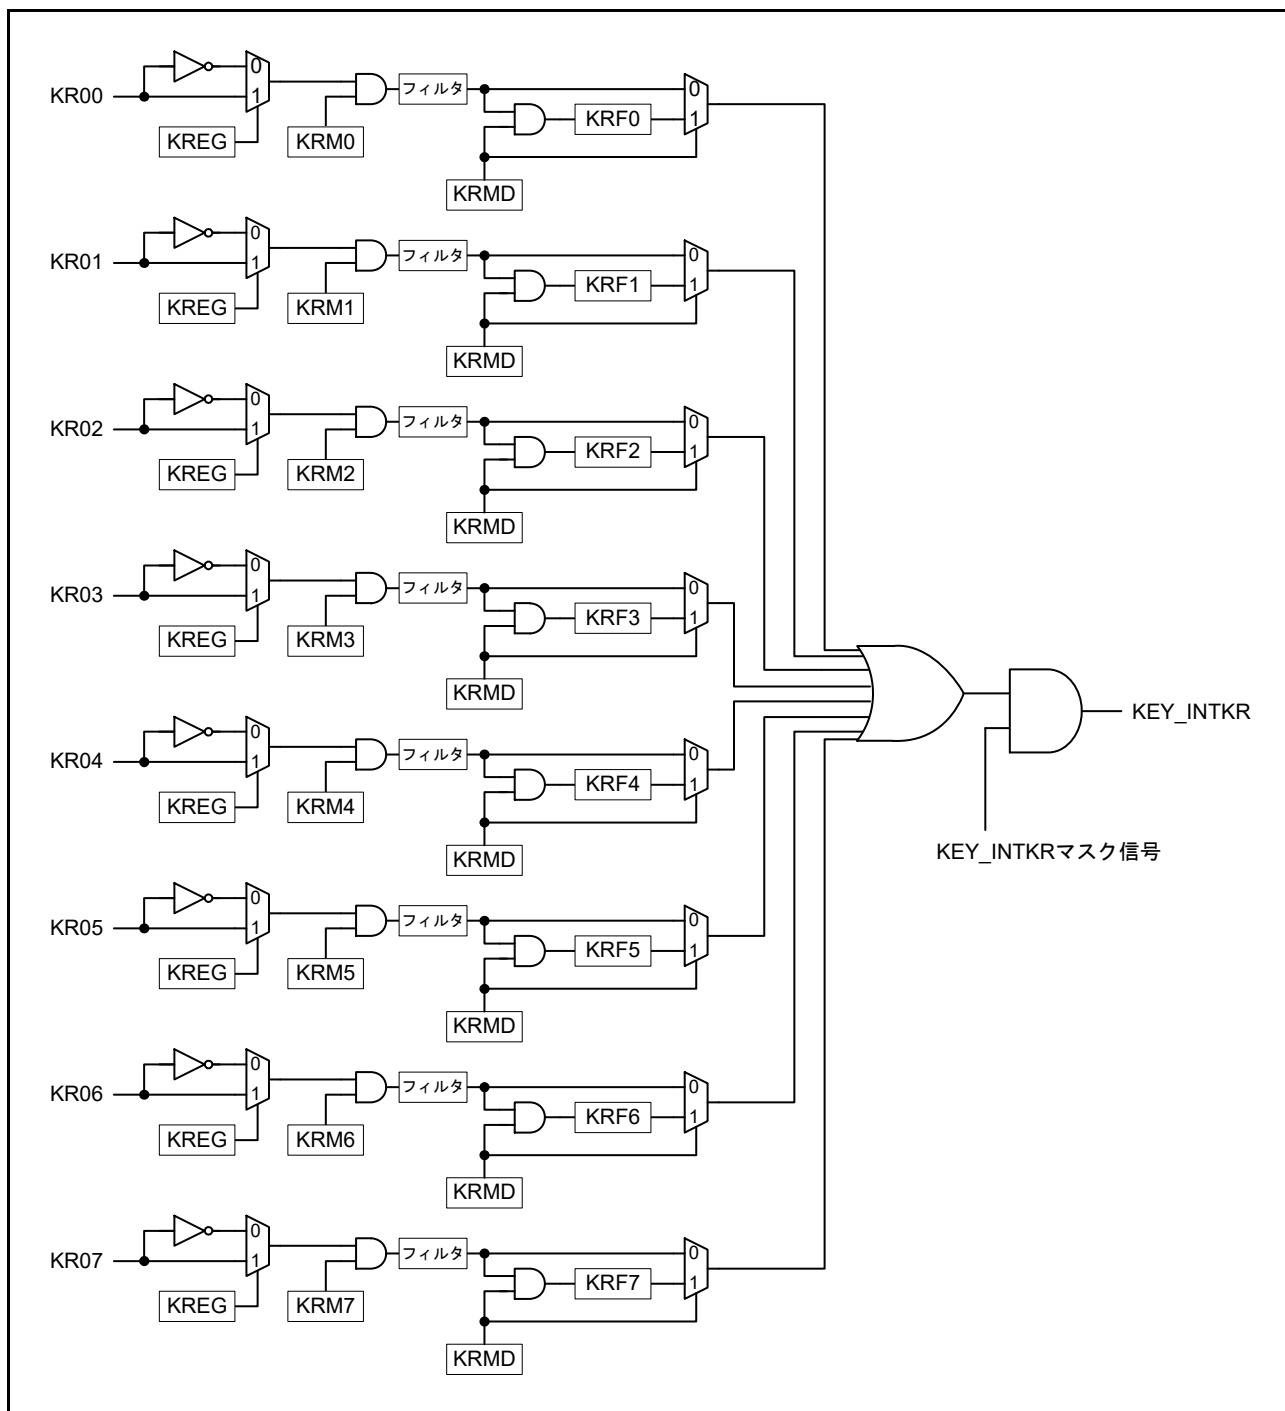 0
KR00
1
フィルタ
0
KREG
KRM0
KRF0
1
KRMD
0
KR01
1
フィルタ
0
KREG
KRM1
KRF1
1
KRMD
0
KR02
1
フィルタ
0
KREG
KRM2
KRF2
1
KRMD
0
KR03
1
フィルタ
0
KREG
KRM3
KRF3
1
KRMD
0
KR04
1
フィルタ
0
KREG
KRM4
KRF4
1
KRMD
0
KR05
1
フィルタ
0
KREG
KRM5
KRF5
1
KRMD
0
KR06
1
フィルタ
0
KREG
KRM6
KRF6
1
KRMD
0
KR07
1
フィルタ
0
KREG
KRM7
KRF7
1
KRMD
KEY_INTKR
KEY_INTKRマスク信号